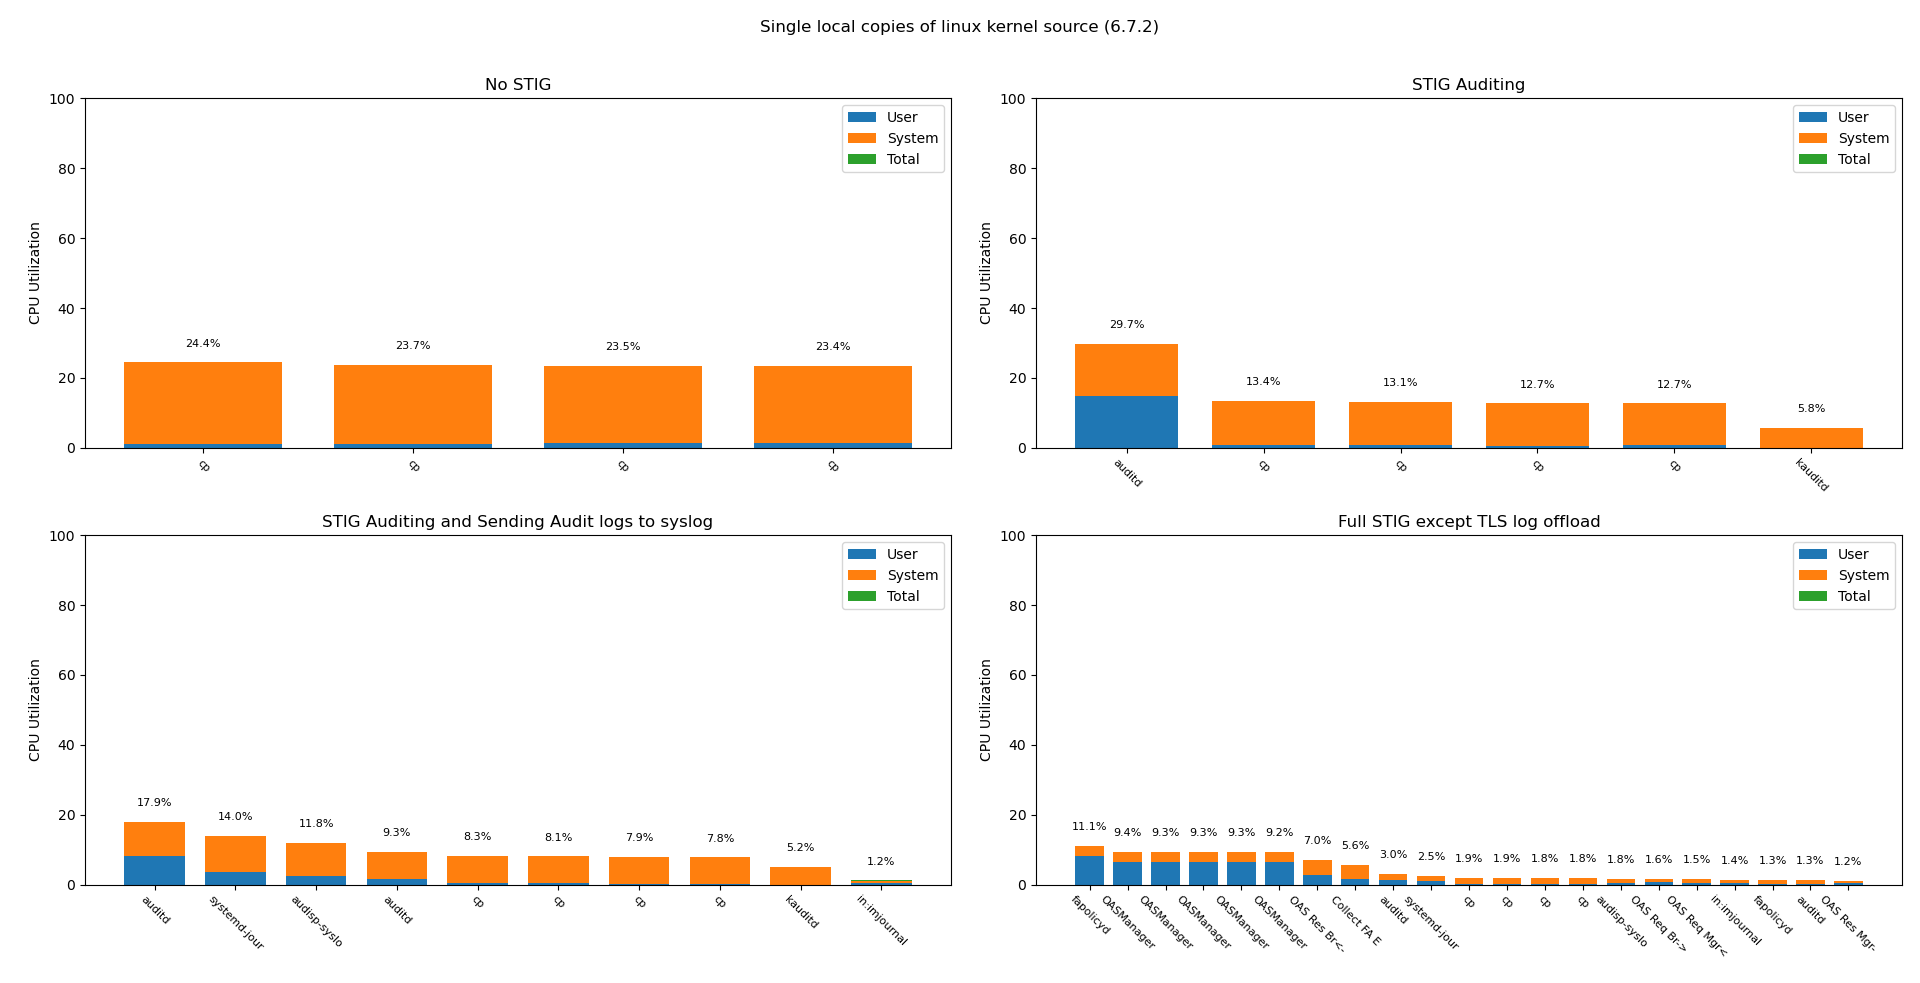 Single local copies of linux kernel source (6.7.2)
No STIG
CPU Utilization
100
80
60
40
20
0
User
System
Total
24.4%
23.7%
23.5%
23.4%
cp
cp
cp
cp
STIG Auditing
CPU Utilization
100
80
60
40
20
0
User
System
Total
29.7%
13.4%
13.1%
12.7%
12.7%
5.8%
auditd
cp
cp
cp
cp
kauditd
STIG Auditing and Sending Audit logs to syslog
CPU Utilization
100
80
60
40
20
0
User
System
Total
17.9%
14.0%
11.8%
9.3%
8.3%
8.1%
7.9%
7.8%
5.2%
1.2%
auditd
systemd-jour
audisp-syslo
auditd
cp
cp
cp
cp
kauditd
in:imjournal
Full STIG except TLS log offload
CPU Utilization
100
80
60
40
20
0
User
System
Total
11.1%
9.4%
9.3%
9.3%
9.3%
9.2%
7.0%
5.6%
3.0%
2.5%
1.9%
1.9%
1.8%
1.8%
1.8%
1.6%
1.5%
1.4%
1.3%
1.3%
1.2%
fapolicyd
OASManager
OASManager
OASManager
OASManager
OASManager
OAS Res Br<-
Collect FA E
auditd
systemd-jour
cp
cp
cp
cp
audisp-syslo
OAS Req Br->
OAS Req Mgr<
in:imjournal
fapolicyd
auditd
OAS Res Mgr-